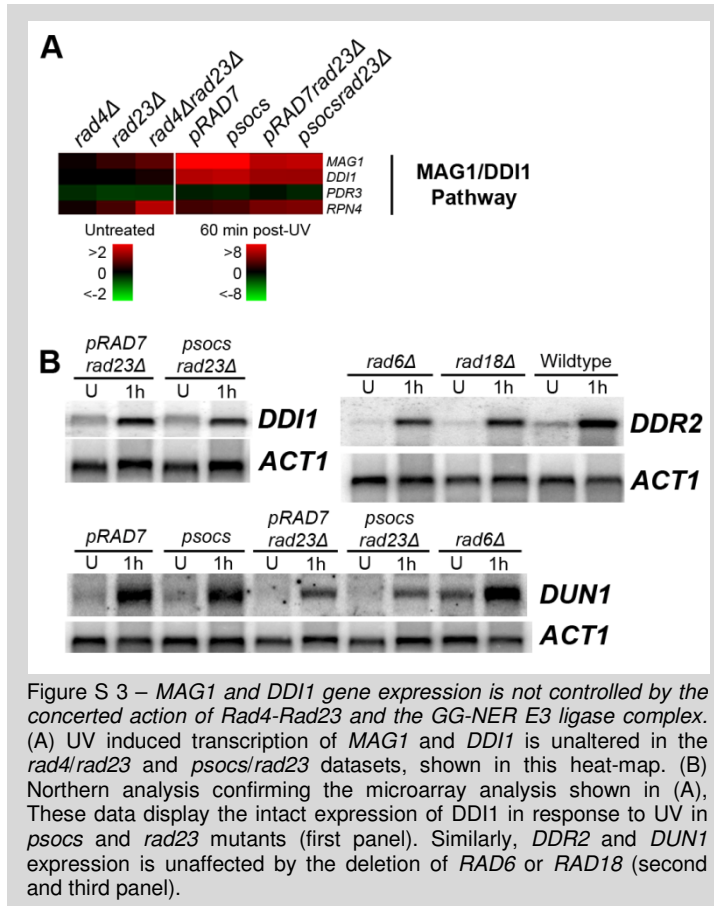 A
rad4Δ rad23Δ rad4Δrad23Δ pRAD7 psocs pRAD7rad23Δ psocsrad23Δ
MAG1
DDI1
PDR3
RPN4
MAG1/DDI1
Pathway
Untreated 60 min post-UV
>2 >8
0 0
<-2 <-8
B
pRAD7 psocs
rad23Δ rad23Δ
U 1h U 1h
DDI1
ACT1
rad6Δ rad18Δ Wildtype
U 1h U 1h U 1h
DDR2
ACT1
pRAD7 psocs pRAD7 rad23Δ psocs rad23Δ rad6Δ
U 1h U 1h U 1h U 1h U 1h
DUN1
ACT1
Figure S 3 – MAG1 and DDI1 gene expression is not controlled by the
concerted action of Rad4-Rad23 and the GG-NER E3 ligase complex.
(A) UV induced transcription of MAG1 and DDI1 is unaltered in the
rad4/rad23 and psocs/rad23 datasets, shown in this heat-map. (B)
Northern analysis confirming the microarray analysis shown in (A),
These data display the intact expression of DDI1 in response to UV in
psocs and rad23 mutants (first panel). Similarly, DDR2 and DUN1
expression is unaffected by the deletion of RAD6 or RAD18 (second
and third panel).